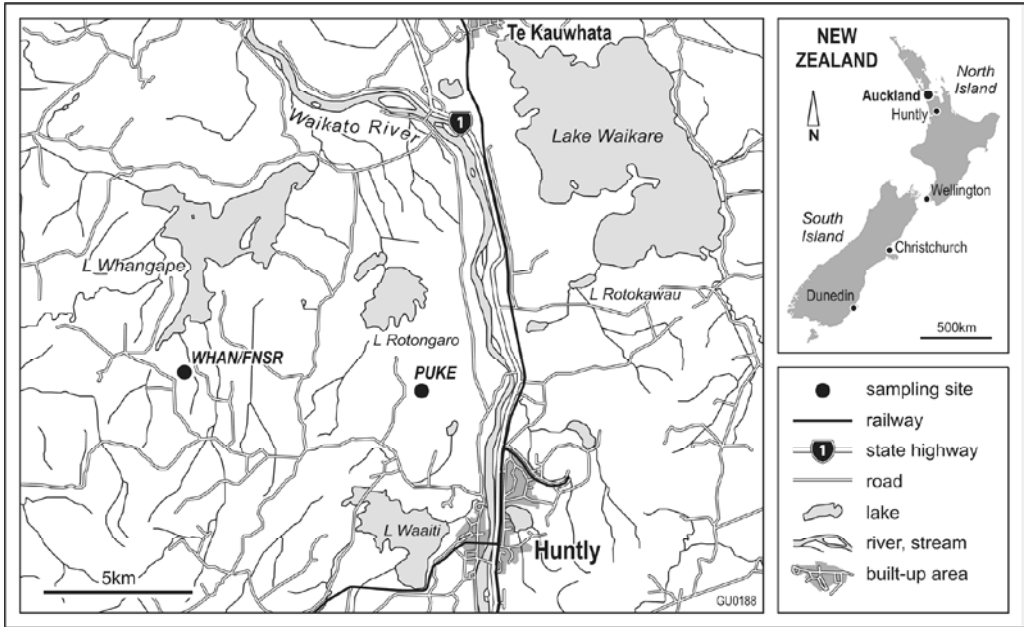 Te Kauwhata
Waikato River
1
Lake Waikare
L Whangape
L Rotokawau
L Rotongaro
WHAN/FNSR
PUKE
L Waaiti
Huntly
5km
GU0188
NEW
ZEALAND
North
Island
Auckland
Huntly
N
Wellington
South
Island
Christchurch
Dunedin
500km
sampling site
railway
1
state highway
road
lake
river, stream
built-up area